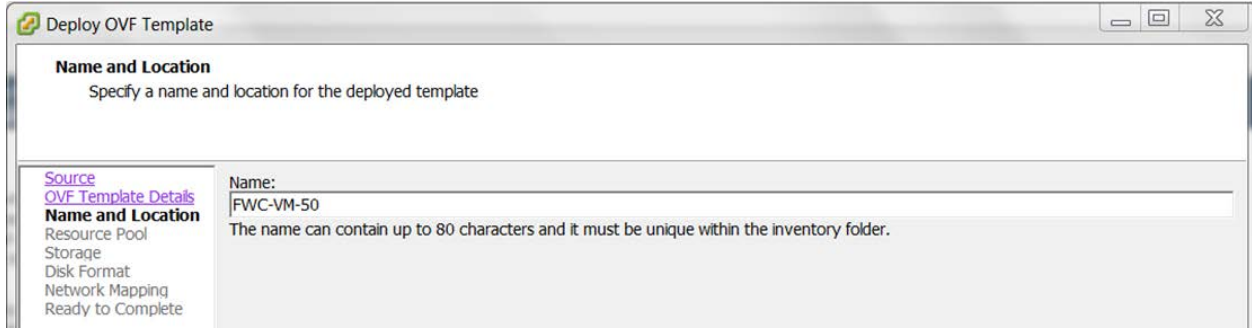 Deploy OVF Template
Name and Location
Specify a name and location for the deployed template
Source
OVF Template Details
Name and Location
Resource Pool
Storage
Disk Format
Network Mapping
Ready to Complete
Name:
FWC-VM-50
The name can contain up to 80 characters and it must be unique within the inventory folder.